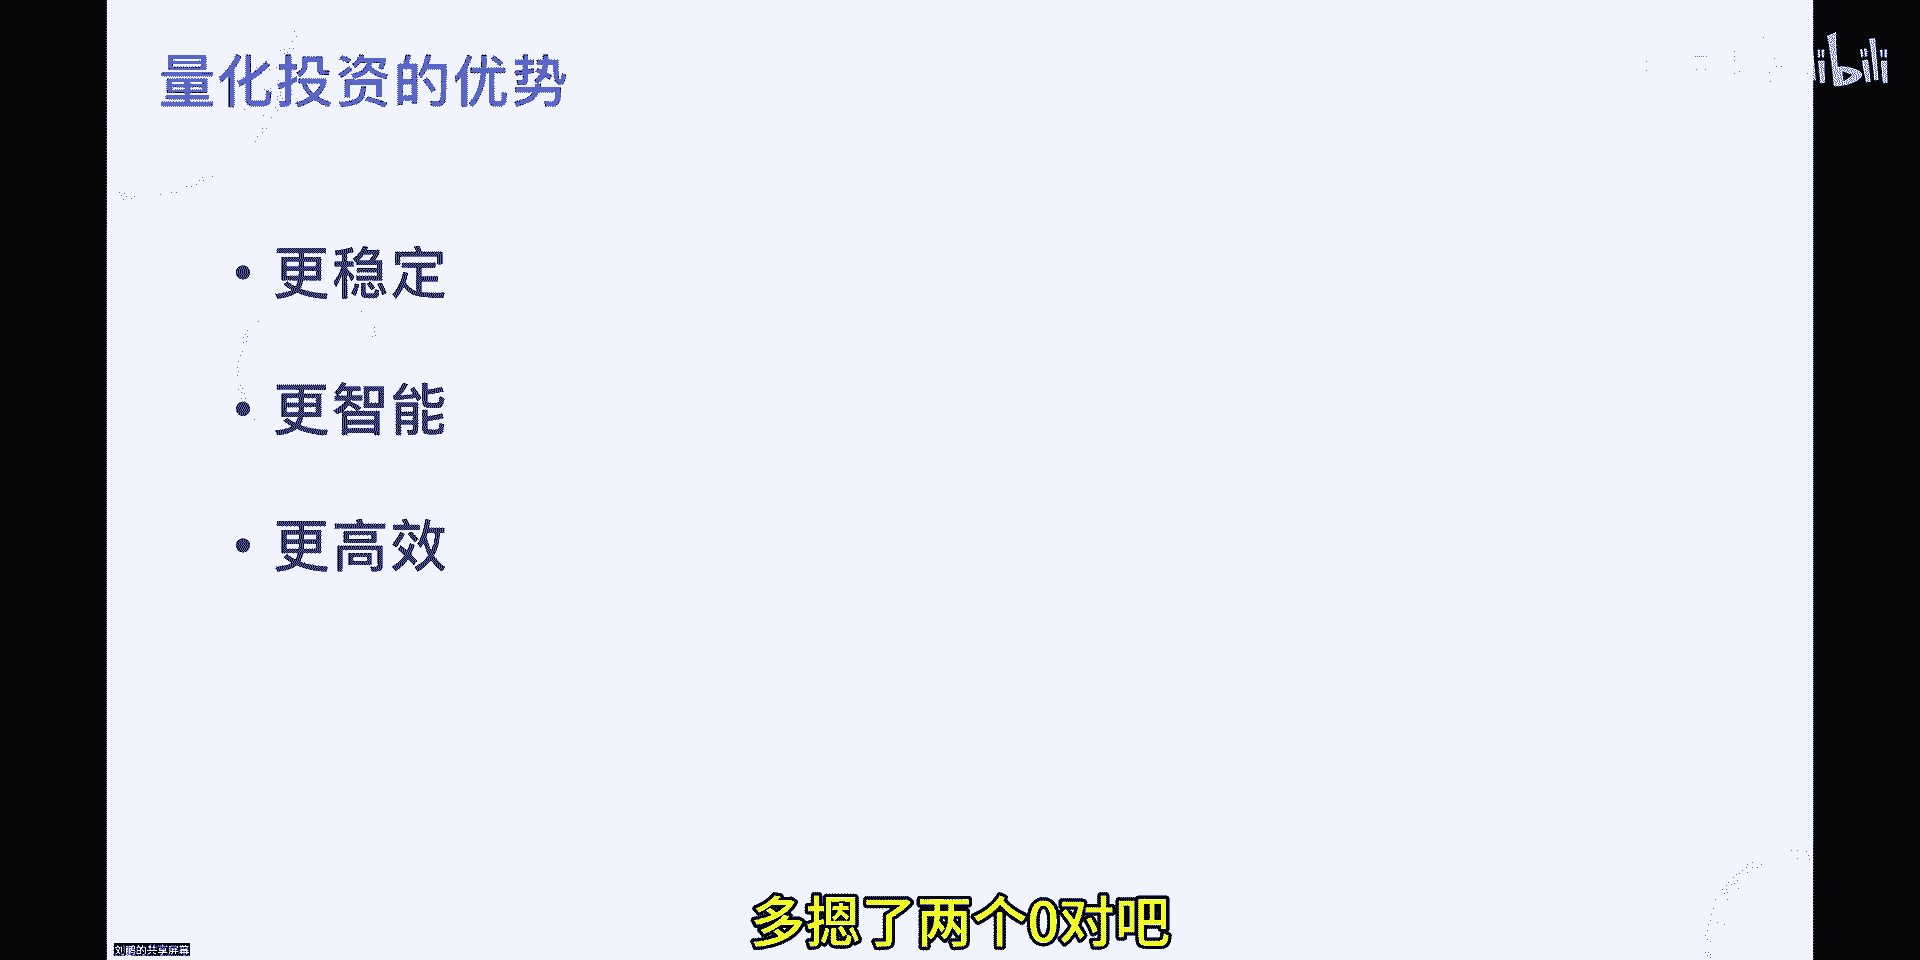 量化投资的优势
ibili
• 更稳定
• 更智能
• 更高效
多摁了两个0对吧
刘鹏的共享屏幕